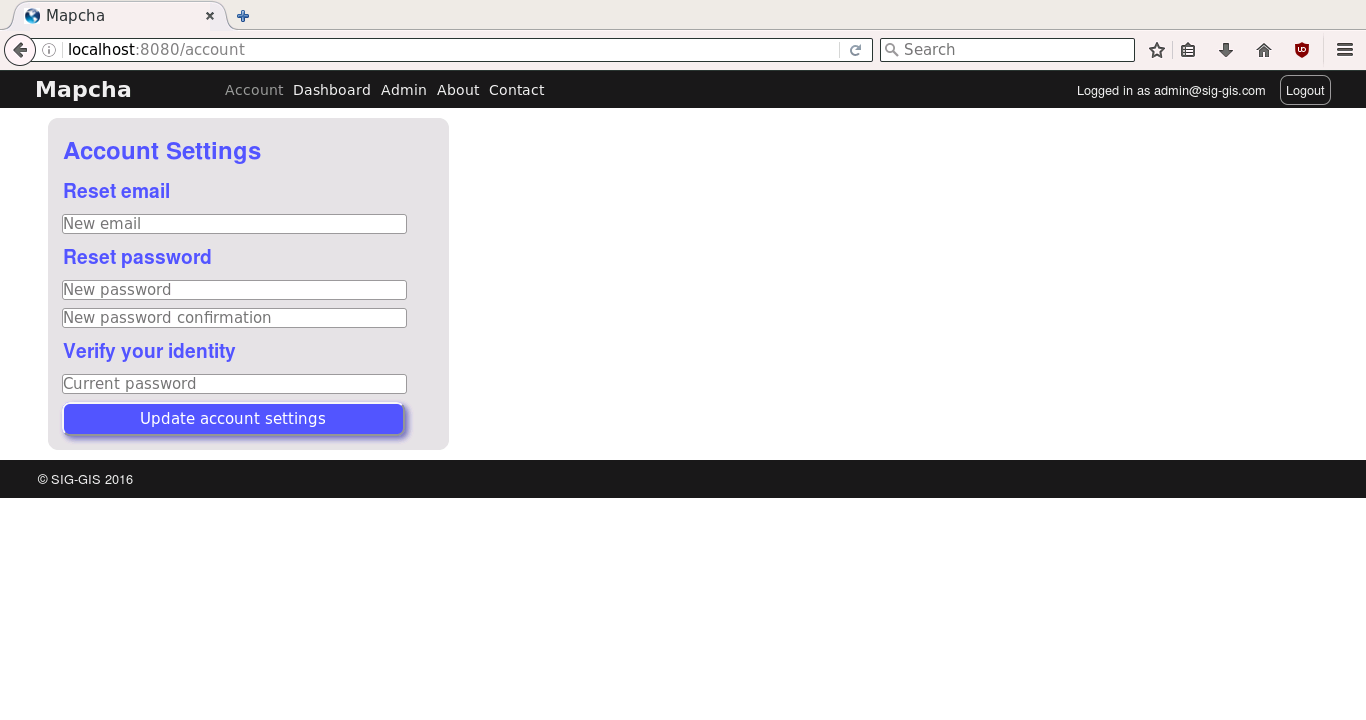 Mapcha
localhost:8080/account
Search
Mapcha
Account Dashboard Admin About Contact
Logged in as admin@sig-gis.com
Logout
Account Settings
Reset email
New email
Reset password
New password
New password confirmation
Verify your identity
Current password
Update account settings
© SIG-GIS 2016